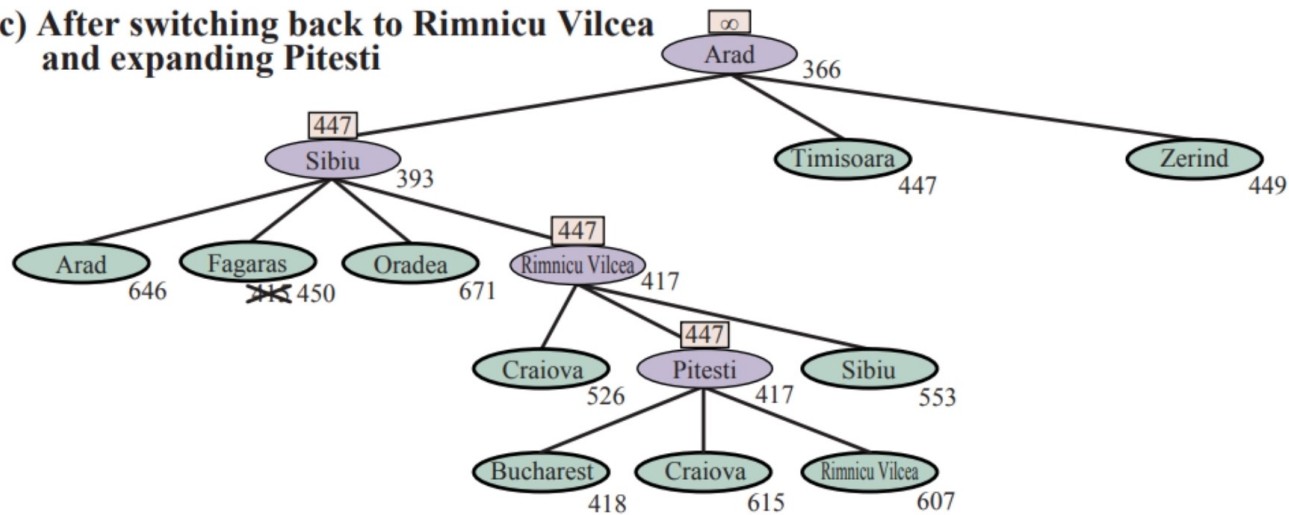 c) After switching back to Rimnicu Vilcea
and expanding Pitesti
∞
Arad
366
447
Sibiu
393
Timisoara
447
Zerind
449
Arad
646
Fagaras
415 450
Oradea
671
447
Rimnicu Vilcea
417
Craiova
526
447
Pitesti
417
Sibiu
553
Bucharest
418
Craiova
615
Rimnicu Vilcea
607